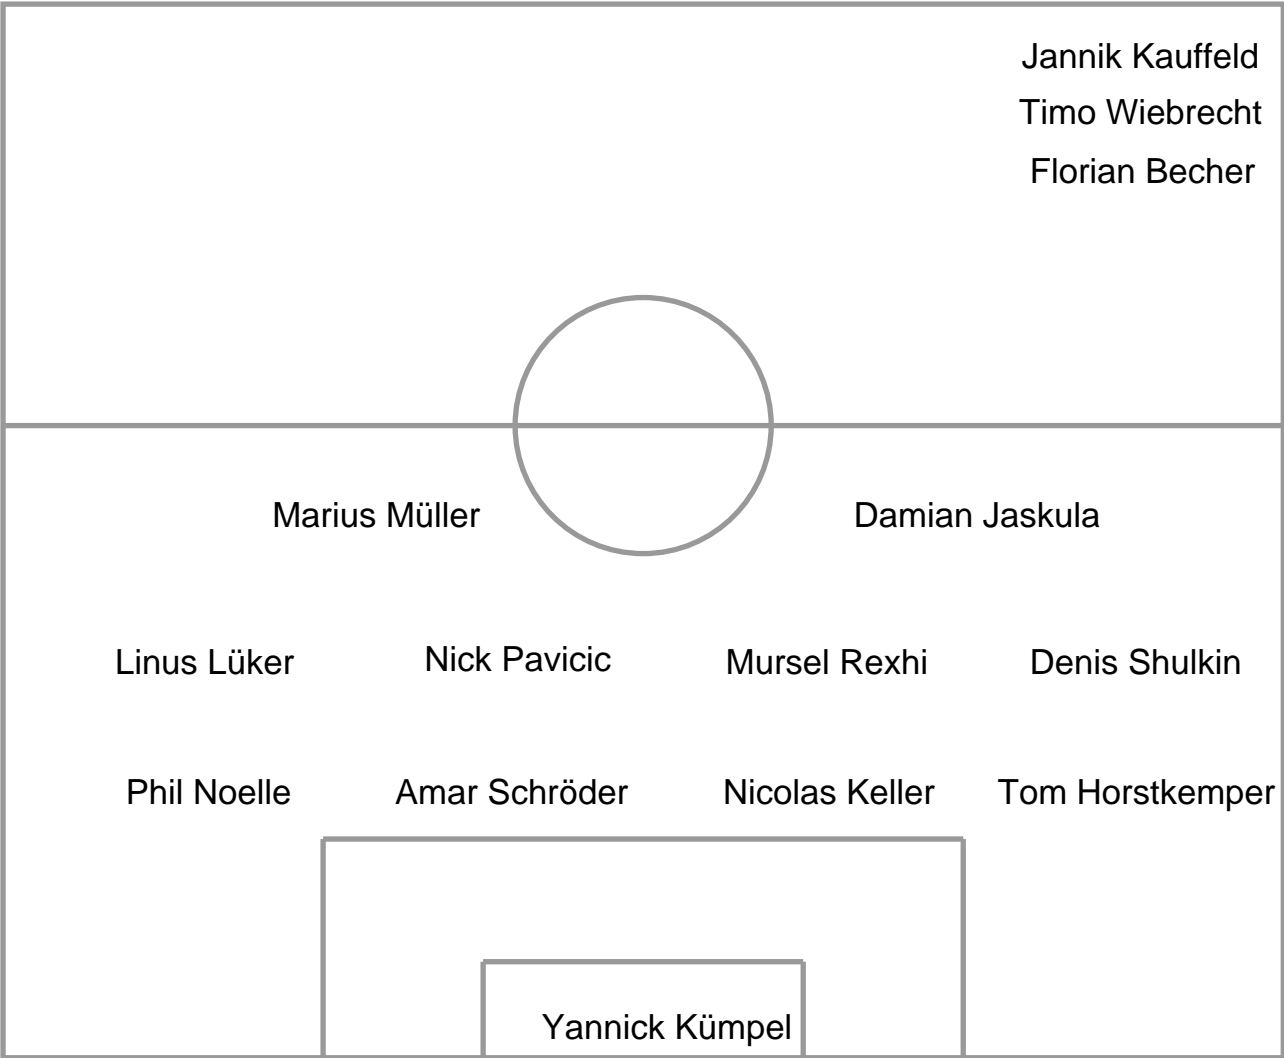 Jannik Kauffeld
Timo Wiebrecht
Florian Becher
Marius Müller Damian Jaskula
Linus Lüker Nick Pavicic Mursel Rexhi Denis Shulkin
Phil Noelle Amar Schröder Nicolas Keller Tom Horstkemper
Yannick Kümpel